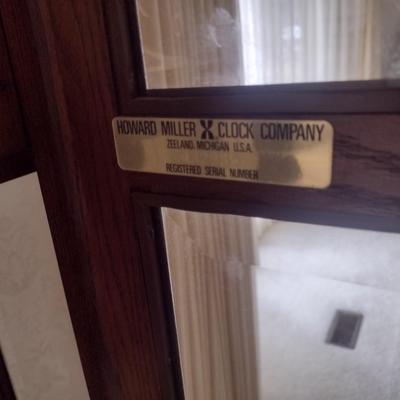 HOWARD MILLER CLOCK COMPANY
ZEELAND, MICHIGAN U.S.A.
REGISTERED SERIAL NUMBER